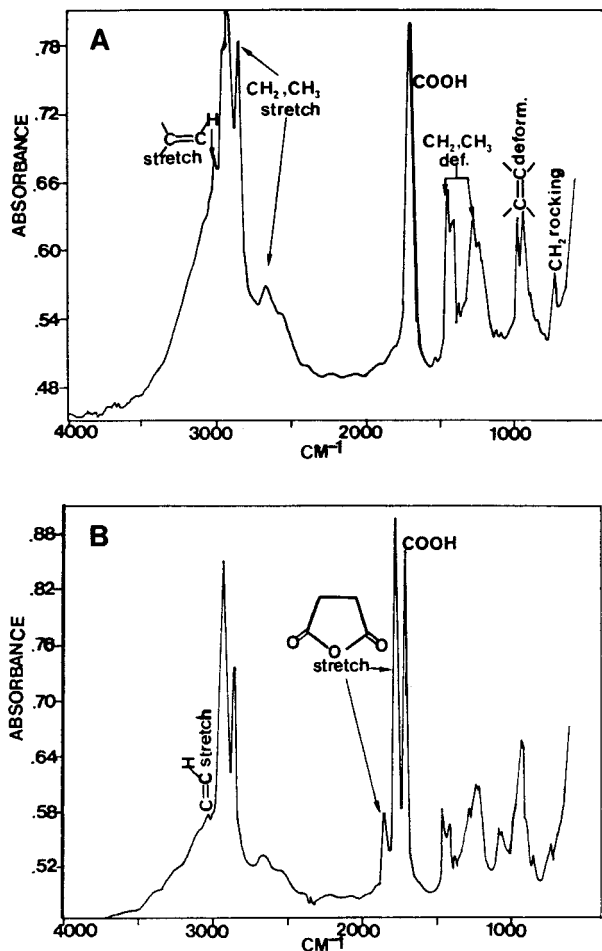 A
ABSORBANCE
.78
.72
.66
.60
.54
.48
C=C-H
stretch
CH₂,CH₃
stretch
COOH
CH₂,CH₃
def.
C=C deform.
CH₂ rocking
4000
3000
2000
1000
CM⁻¹
B
ABSORBANCE
.88
.82
.76
.70
.64
.58
.52
H
C=C stretch
O O O
stretch
COOH
4000
3000
2000
1000
CM⁻¹